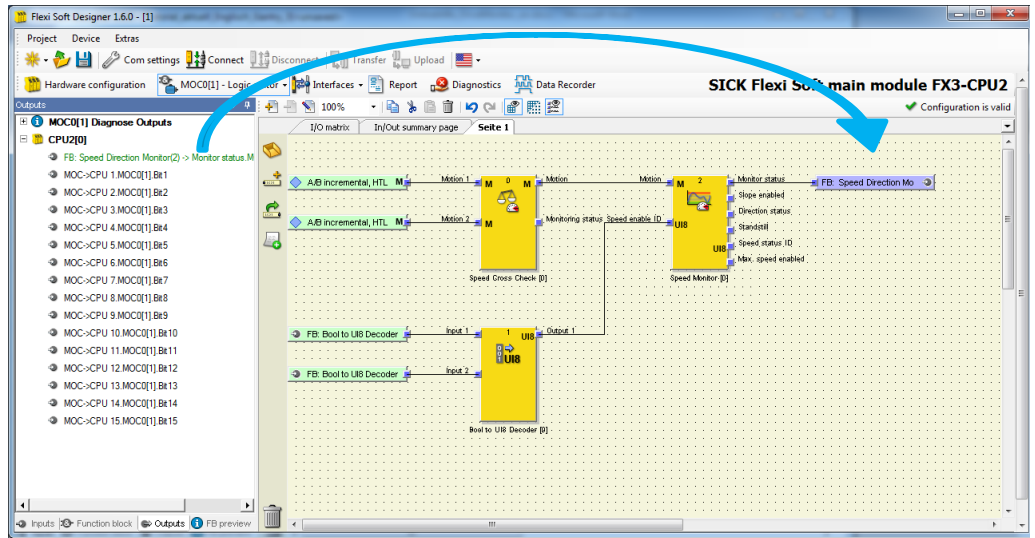 Flexi Soft Designer 1.6.0 - [1]
Project Device Extras
Com settings Connect Disconnect Transfer Upload
Hardware configuration MOC0[1] - Logic Interfaces Report Diagnostics Data Recorder SICK Flexi Soft main module FX3-CPU2
Outputs 100% Configuration is valid
I/O matrix In/Out summary page Seite 1
MOC0[1] Diagnose Outputs
CPU2[0]
FB: Speed Direction Monitor(2) -> Monitor status.M
MOC->CPU 1.MOC0[1].Bit1
MOC->CPU 2.MOC0[1].Bit2
MOC->CPU 3.MOC0[1].Bit3
MOC->CPU 4.MOC0[1].Bit4
MOC->CPU 5.MOC0[1].Bit5
MOC->CPU 6.MOC0[1].Bit6
MOC->CPU 7.MOC0[1].Bit7
MOC->CPU 8.MOC0[1].Bit8
MOC->CPU 9.MOC0[1].Bit9
MOC->CPU 10.MOC0[1].Bit10
MOC->CPU 11.MOC0[1].Bit11
MOC->CPU 12.MOC0[1].Bit12
MOC->CPU 13.MOC0[1].Bit13
MOC->CPU 14.MOC0[1].Bit14
MOC->CPU 15.MOC0[1].Bit15
A/B incremental, HTL M Motion 1 M 0 M Motion Motion M 2 Monitor status FB: Speed Direction Mo
Slope enabled
Direction status
A/B incremental, HTL M Motion 2 M Monitoring status Speed enable ID UI8 Standstill
UI8 Speed status ID
Max. speed enabled
Speed Cross Check [0] Speed Monitor [0]
FB: Bool to UI8 Decoder Input 1 1 UI8 Output 1
UI8
FB: Bool to UI8 Decoder Input 2
Bool to UI8 Decoder [0]
Inputs Function block Outputs FB preview